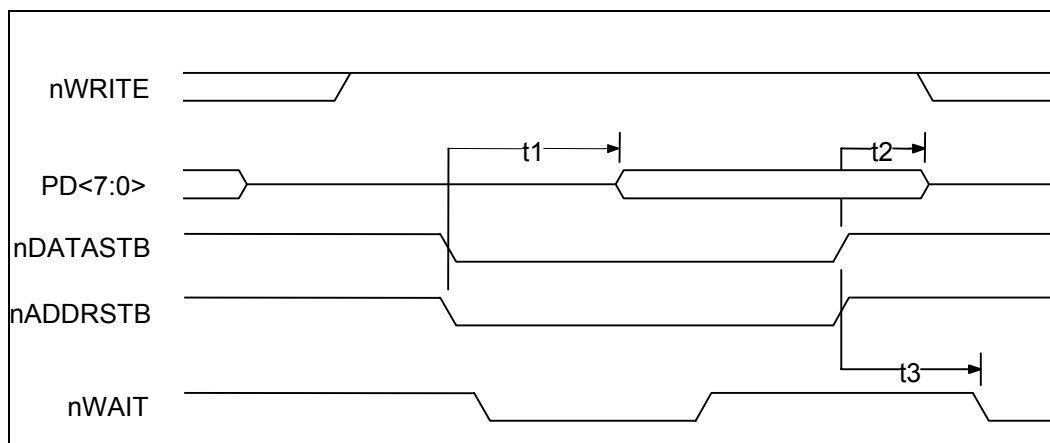 nWRITE
t1
t2
PD<7:0>
nDATASTB
nADDRSTB
t3
nWAIT